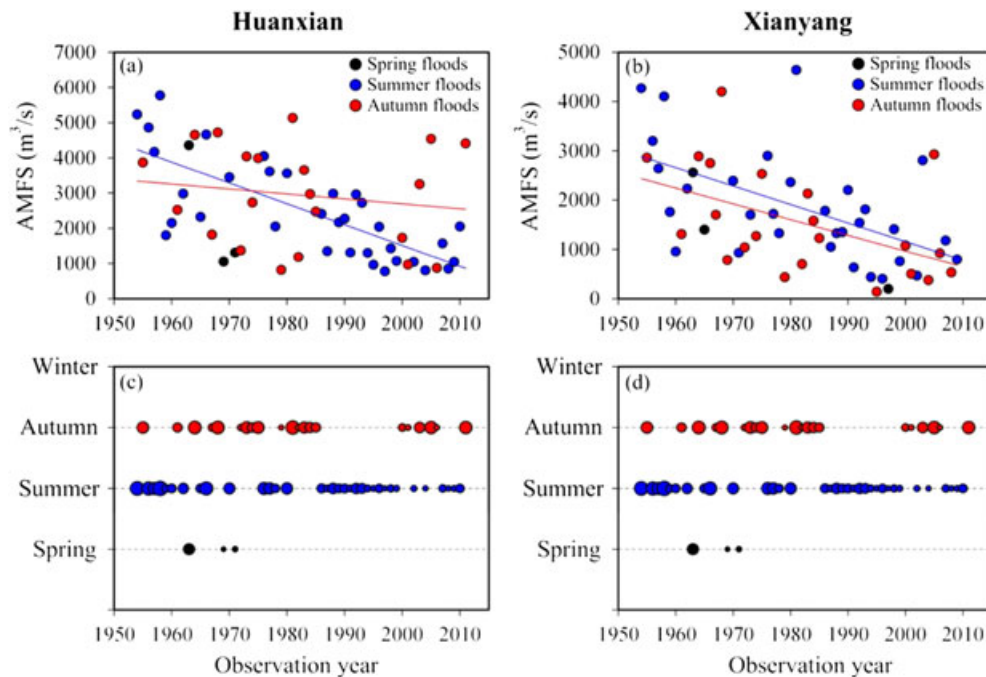 Huanxian
Xianyang
(a)
Spring floods
Summer floods
Autumn floods
AMFS (m³/s)
7000
6000
5000
4000
3000
2000
1000
0
1950 1960 1970 1980 1990 2000 2010
(b)
Spring floods
Summer floods
Autumn floods
AMFS (m³/s)
5000
4000
3000
2000
1000
0
1950 1960 1970 1980 1990 2000 2010
(c)
Winter
Autumn
Summer
Spring
1950 1960 1970 1980 1990 2000 2010
Observation year
(d)
Winter
Autumn
Summer
Spring
1950 1960 1970 1980 1990 2000 2010
Observation year